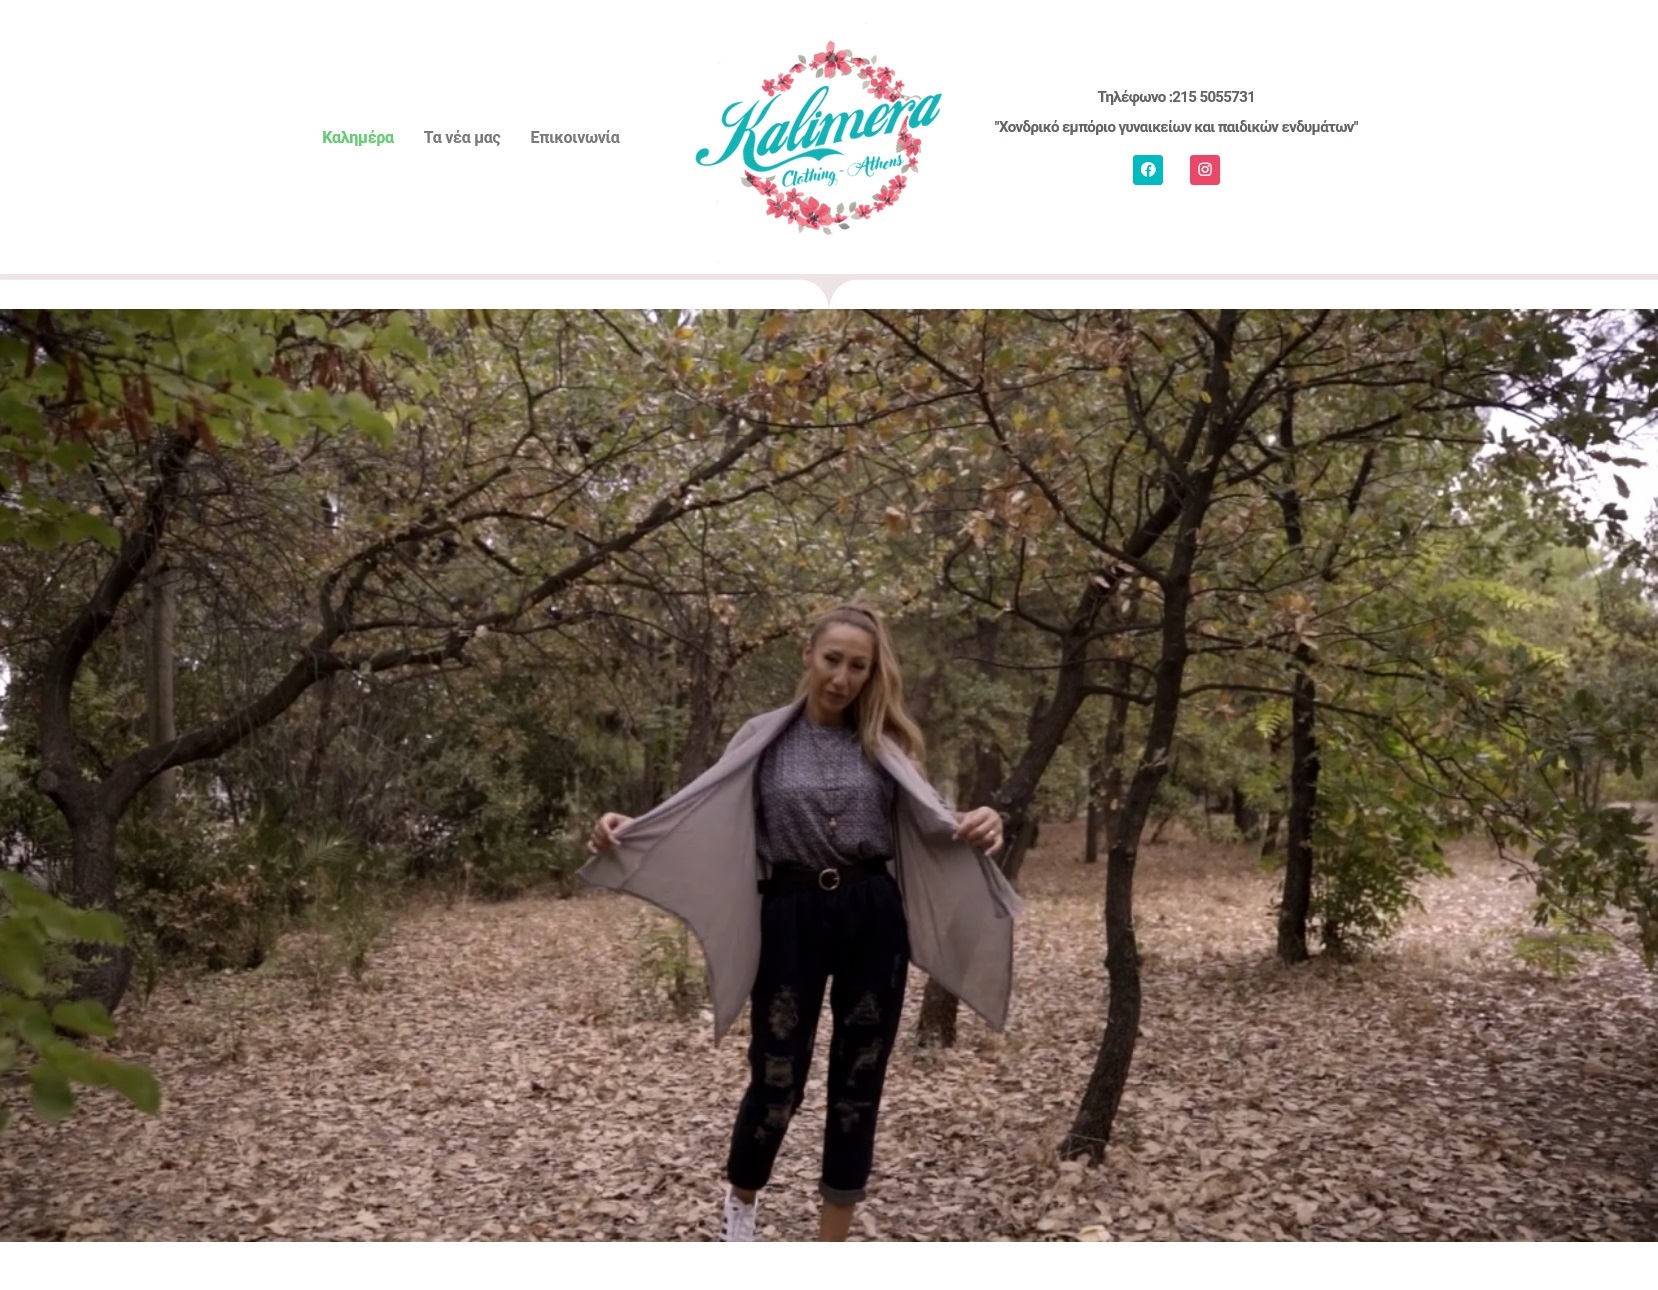 Καλημέρα
Τα νέα μας
Επικοινωνία
Kalimera
Clothing - Athens
Τηλέφωνο :215 5055731
"Χονδρικό εμπόριο γυναικείων και παιδικών ενδυμάτων"